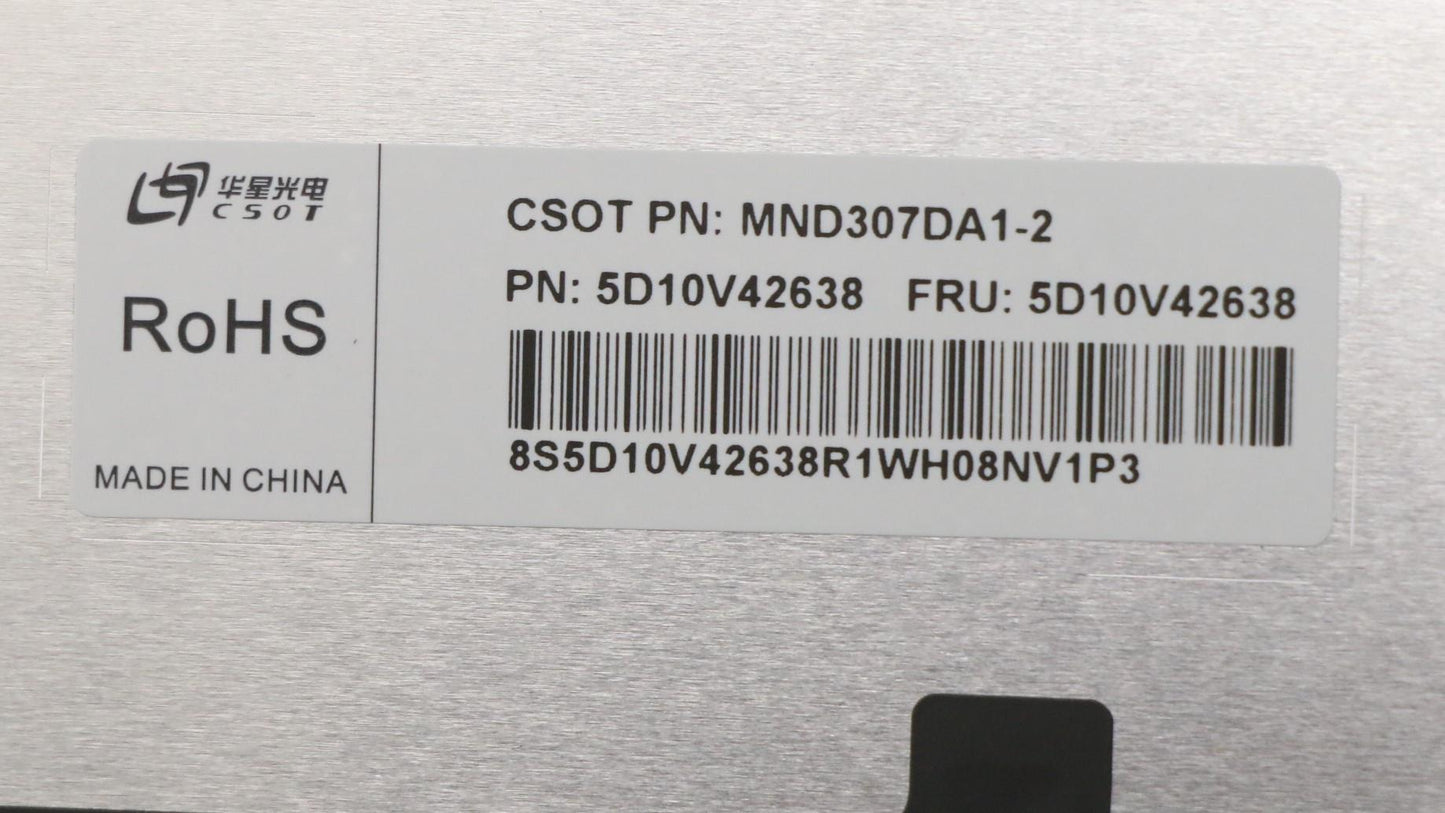 华星光电
CSOT
RoHS
MADE IN CHINA
CSOT PN: MND307DA1-2
PN: 5D10V42638 FRU: 5D10V42638
8S5D10V42638R1WH08NV1P3